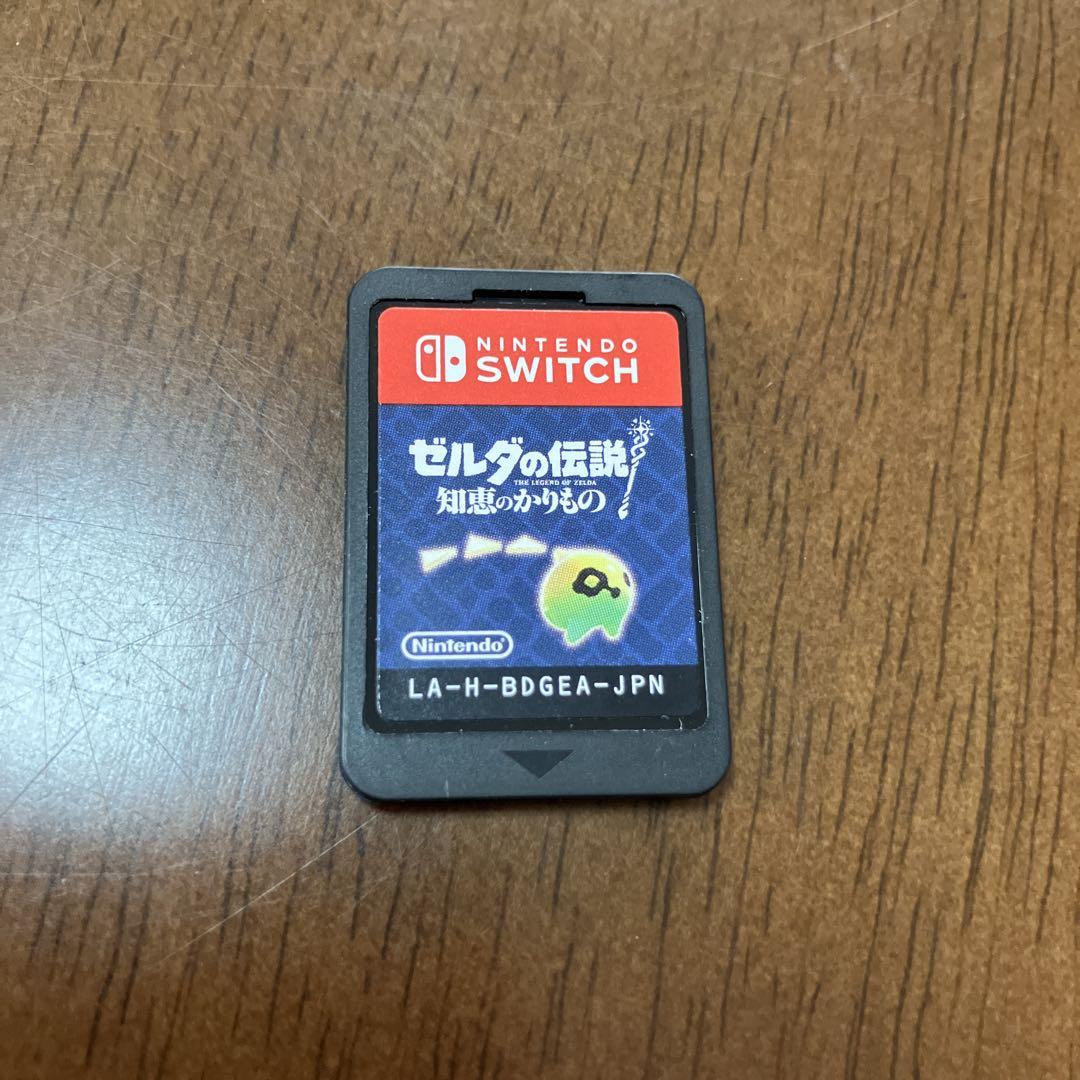 NINTENDO
SWITCH
ゼルダの伝説
THE LEGEND OF ZELDA
知恵のかりもの
Nintendo
LA-H-BDGEA-JPN